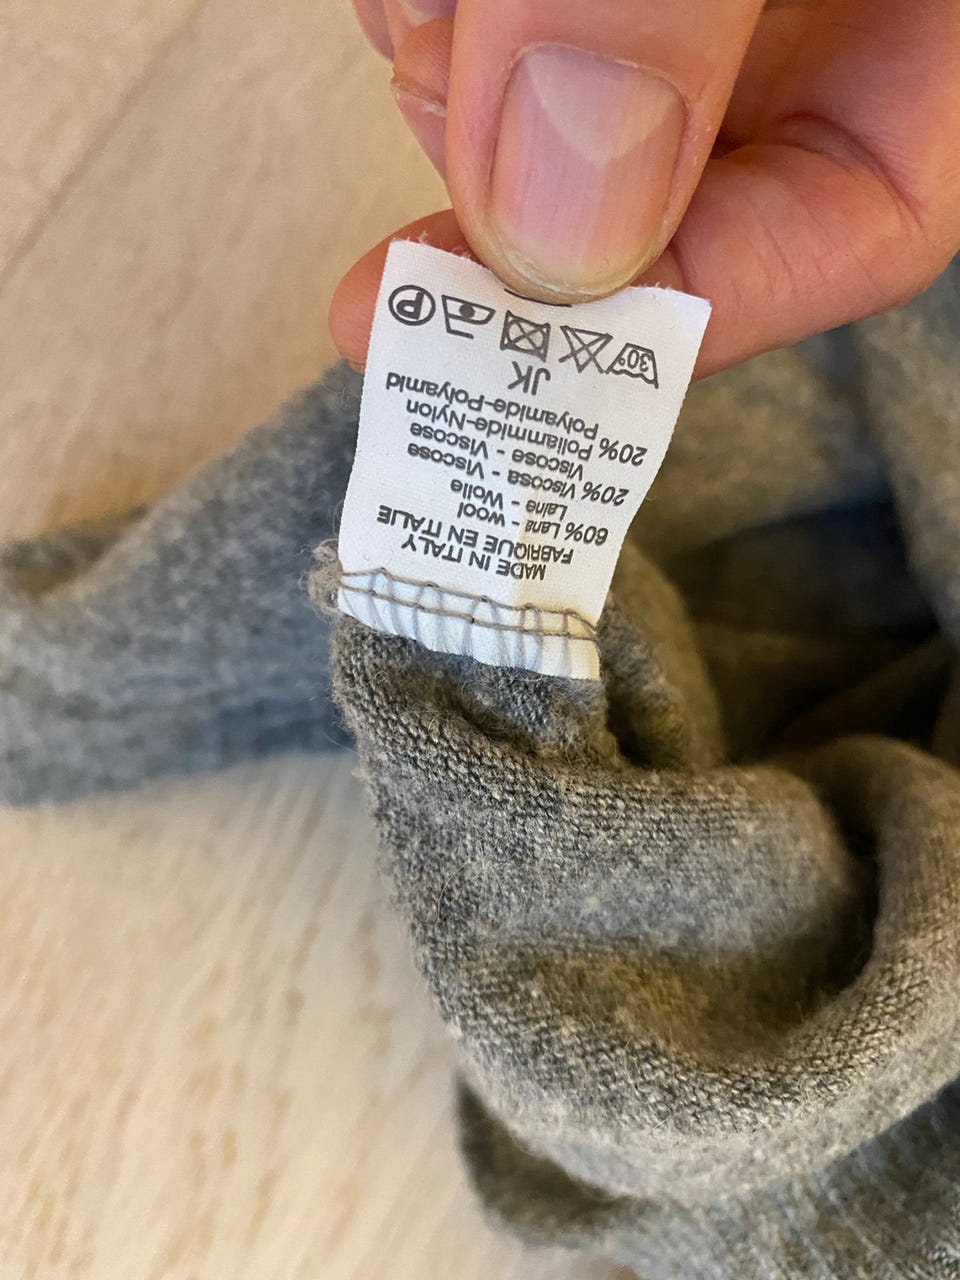 MADE IN ITALY
FABRIQUE EN ITALIE
60% Lana - wool
Laine - Wolle
20% Viscosa - Viscose
Viscose - Viscose
20% Poliammide-Nylon
Polyamide-Polyamid
JK
30° P